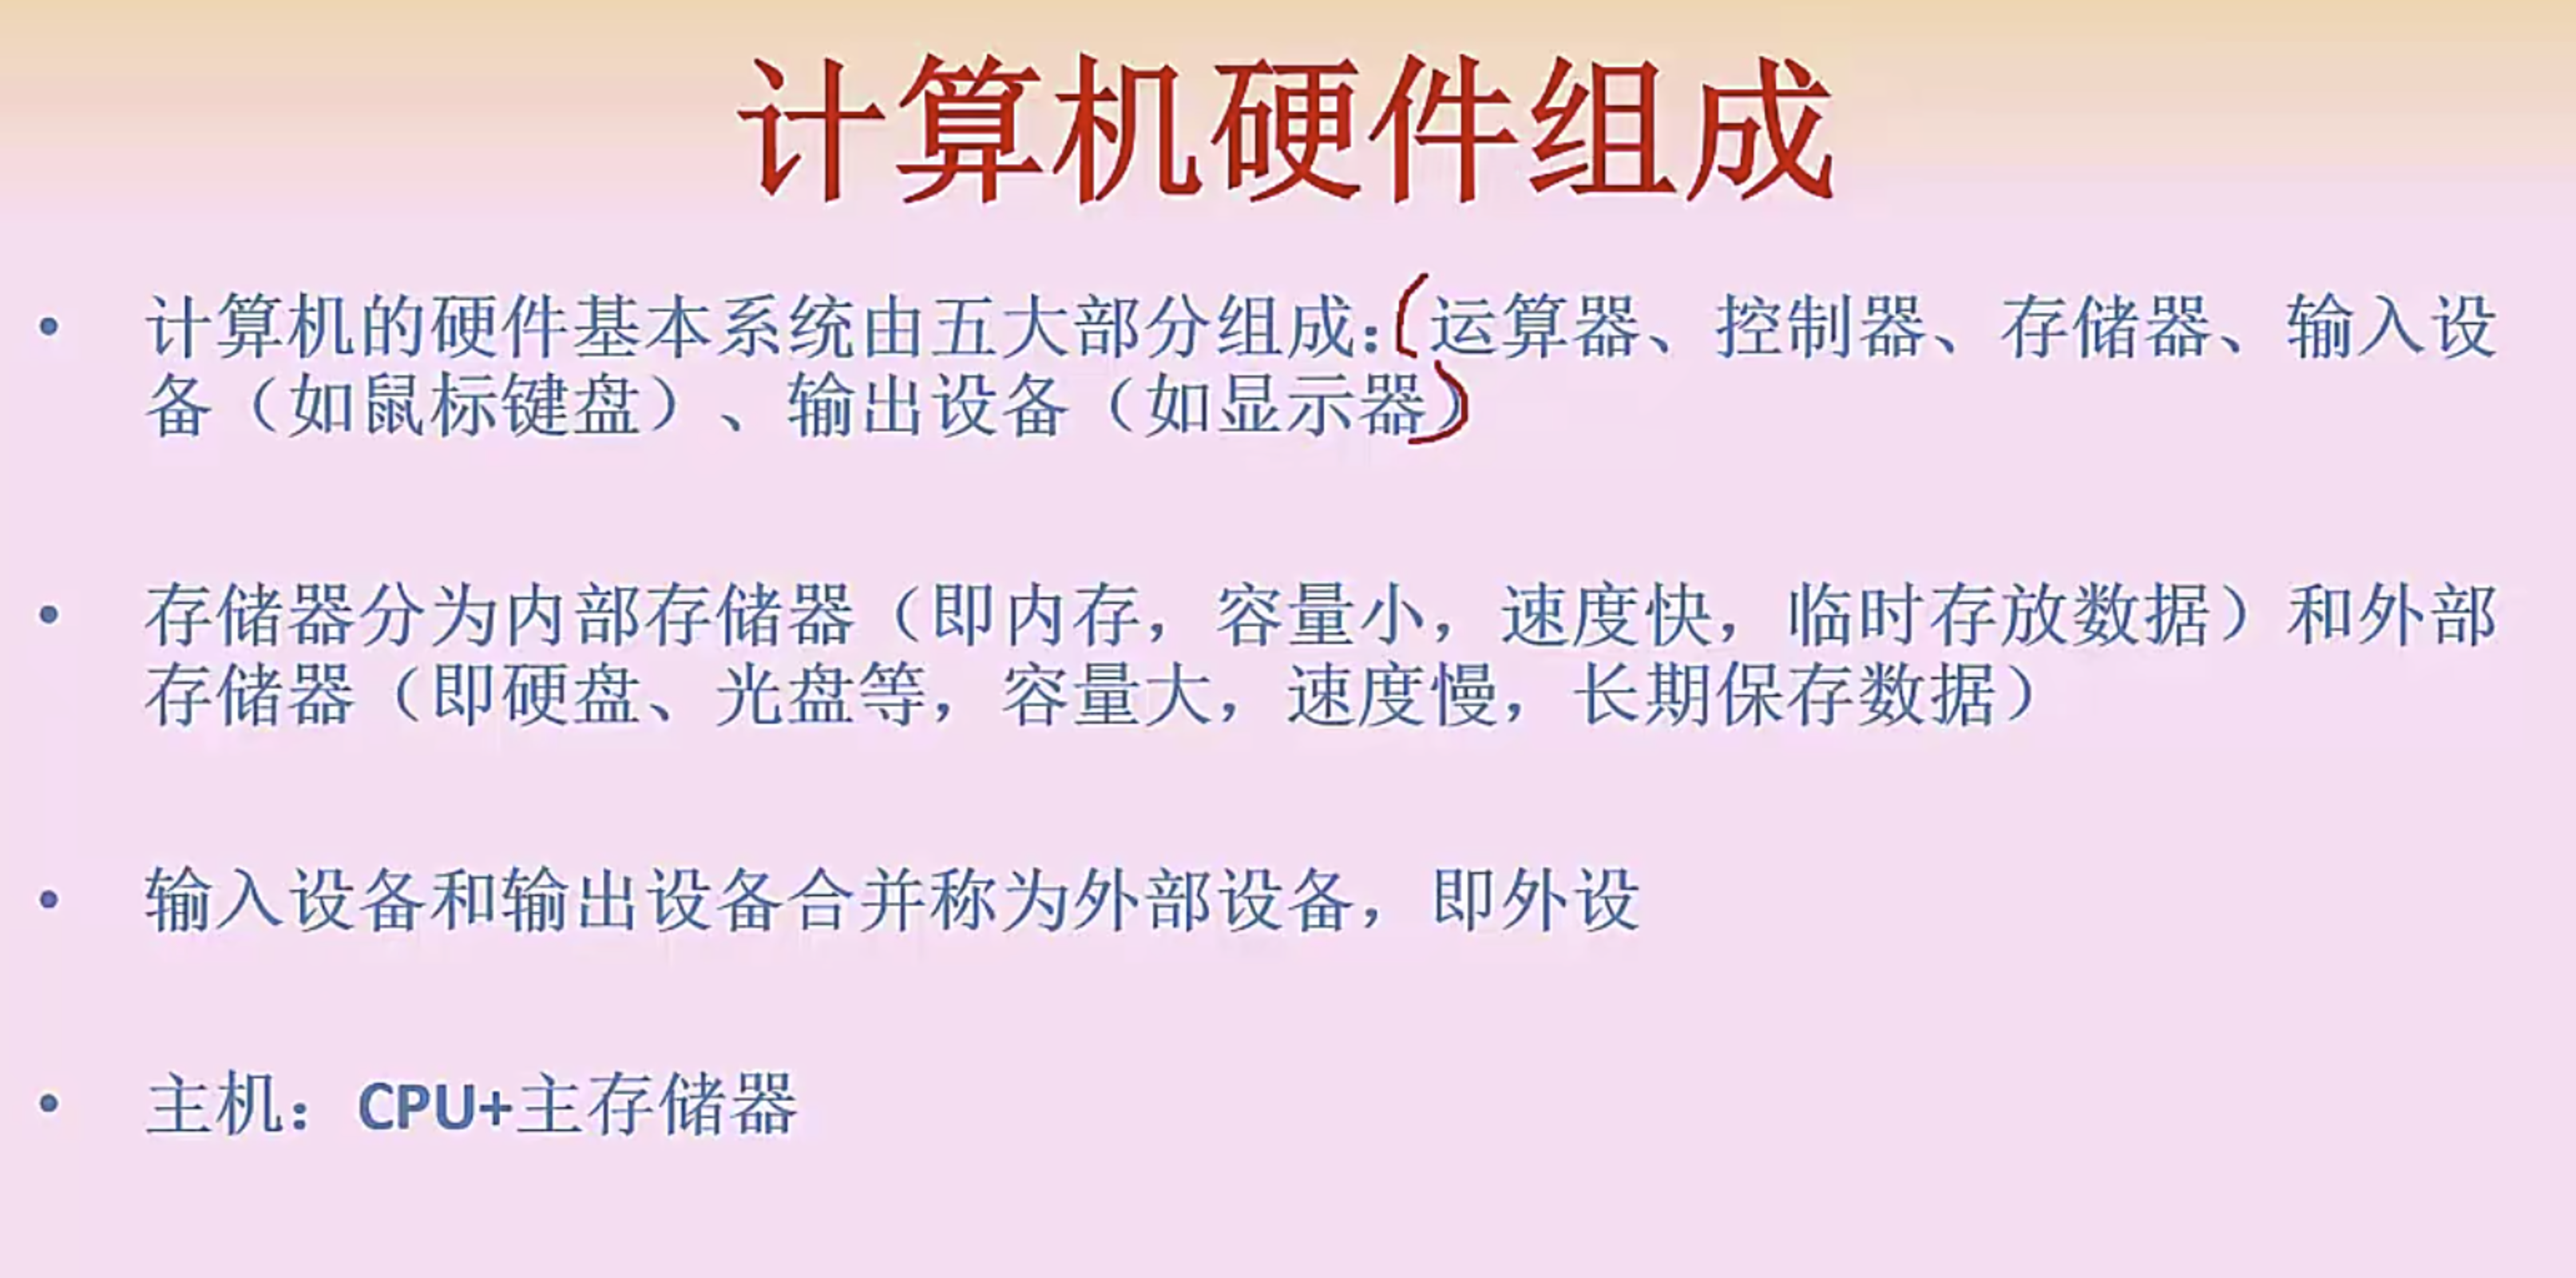 计算机硬件组成
• 计算机的硬件基本系统由五大部分组成：运算器、控制器、存储器、输入设
备（如鼠标键盘）、输出设备（如显示器）
• 存储器分为内部存储器（即内存，容量小，速度快，临时存放数据）和外部
存储器（即硬盘、光盘等，容量大，速度慢，长期保存数据）
• 输入设备和输出设备合并称为外部设备，即外设
• 主机：CPU+主存储器